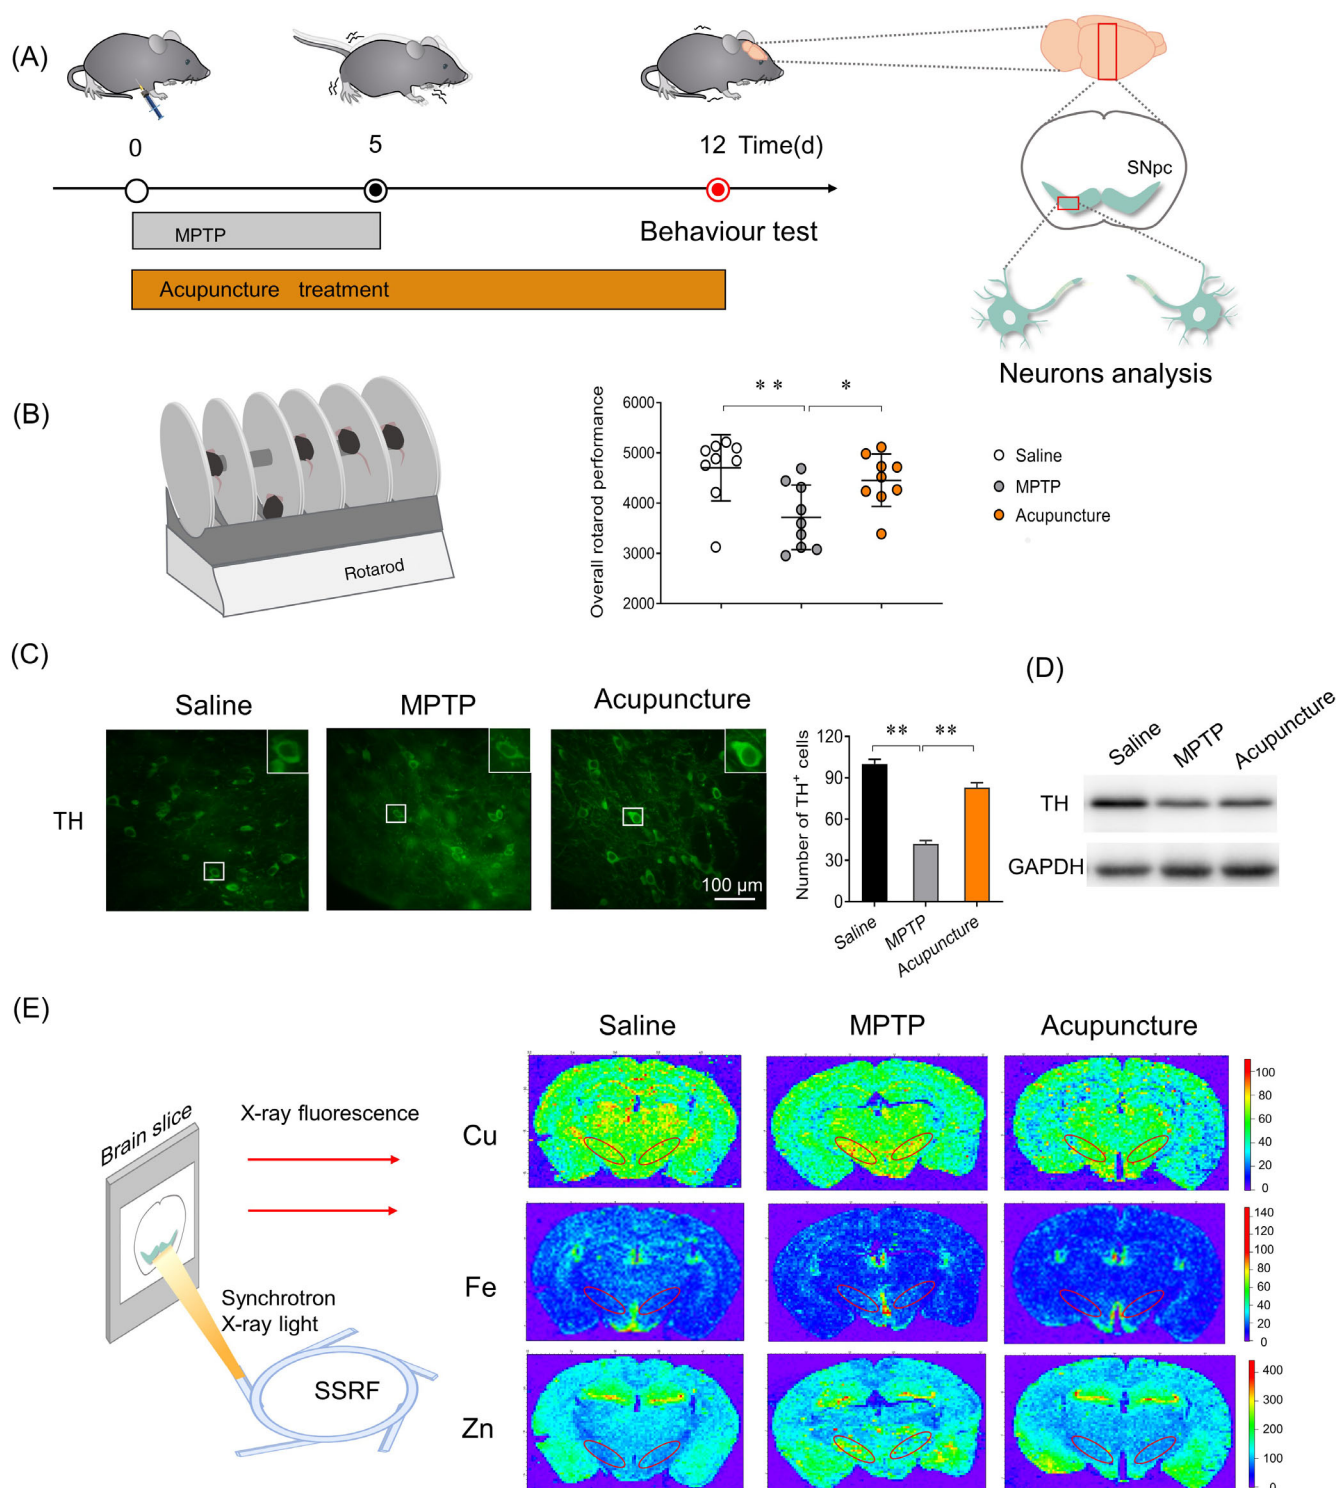 (A)
0
5
12 Time(d)
MPTP
Behaviour test
Acupuncture treatment
SNpc
Neurons analysis
(B)
Rotarod
Overall rotarod performance
6000
5000
4000
3000
2000
* *
*
Saline
MPTP
Acupuncture
(C)
Saline
MPTP
Acupuncture
TH
100 μm
Number of TH⁺ cells
120
90
60
30
0
**
**
Saline
MPTP
Acupuncture
(D)
Saline
MPTP
Acupuncture
TH
GAPDH
(E)
Brain slice
X-ray fluorescence
Synchrotron
X-ray light
SSRF
Saline
MPTP
Acupuncture
Cu
100
80
60
40
20
0
Fe
140
120
100
80
60
40
20
0
Zn
400
300
200
100
0